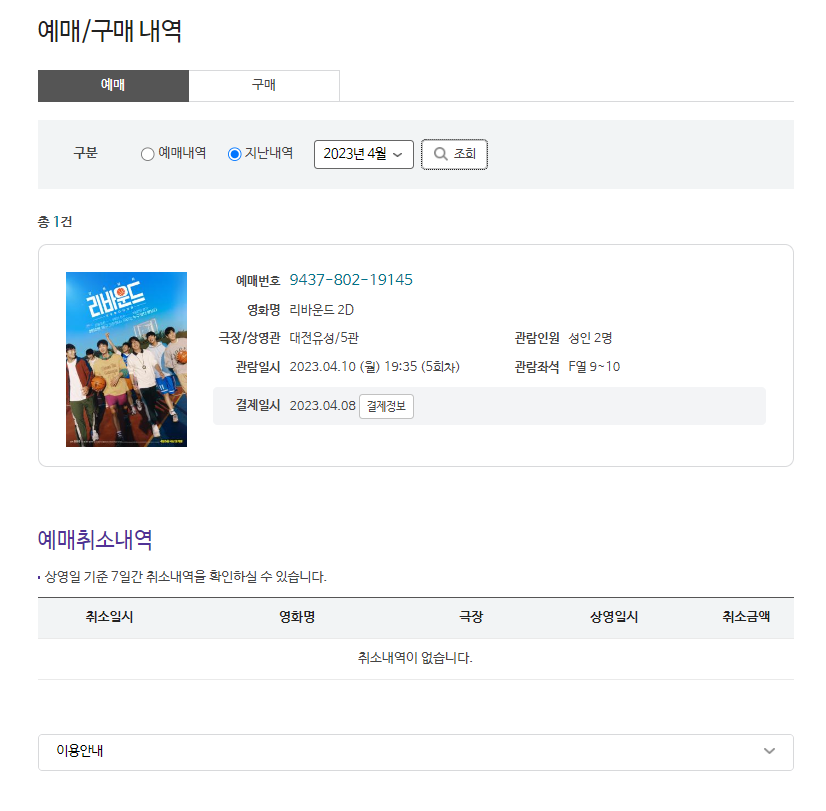 예매/구매 내역
예매 구매
구분 예매내역 지난내역 2023년 4월 조회
총 1건
리바운드
예매번호 9437-802-19145
영화명 리바운드 2D
극장/상영관 대전유성/5관 관람인원 성인 2명
관람일시 2023.04.10 (월) 19:35 (5회차) 관람좌석 F열 9~10
결제일시 2023.04.08 결제정보
예매취소내역
· 상영일 기준 7일간 취소내역을 확인하실 수 있습니다.
취소일시 영화명 극장 상영일시 취소금액
취소내역이 없습니다.
이용안내